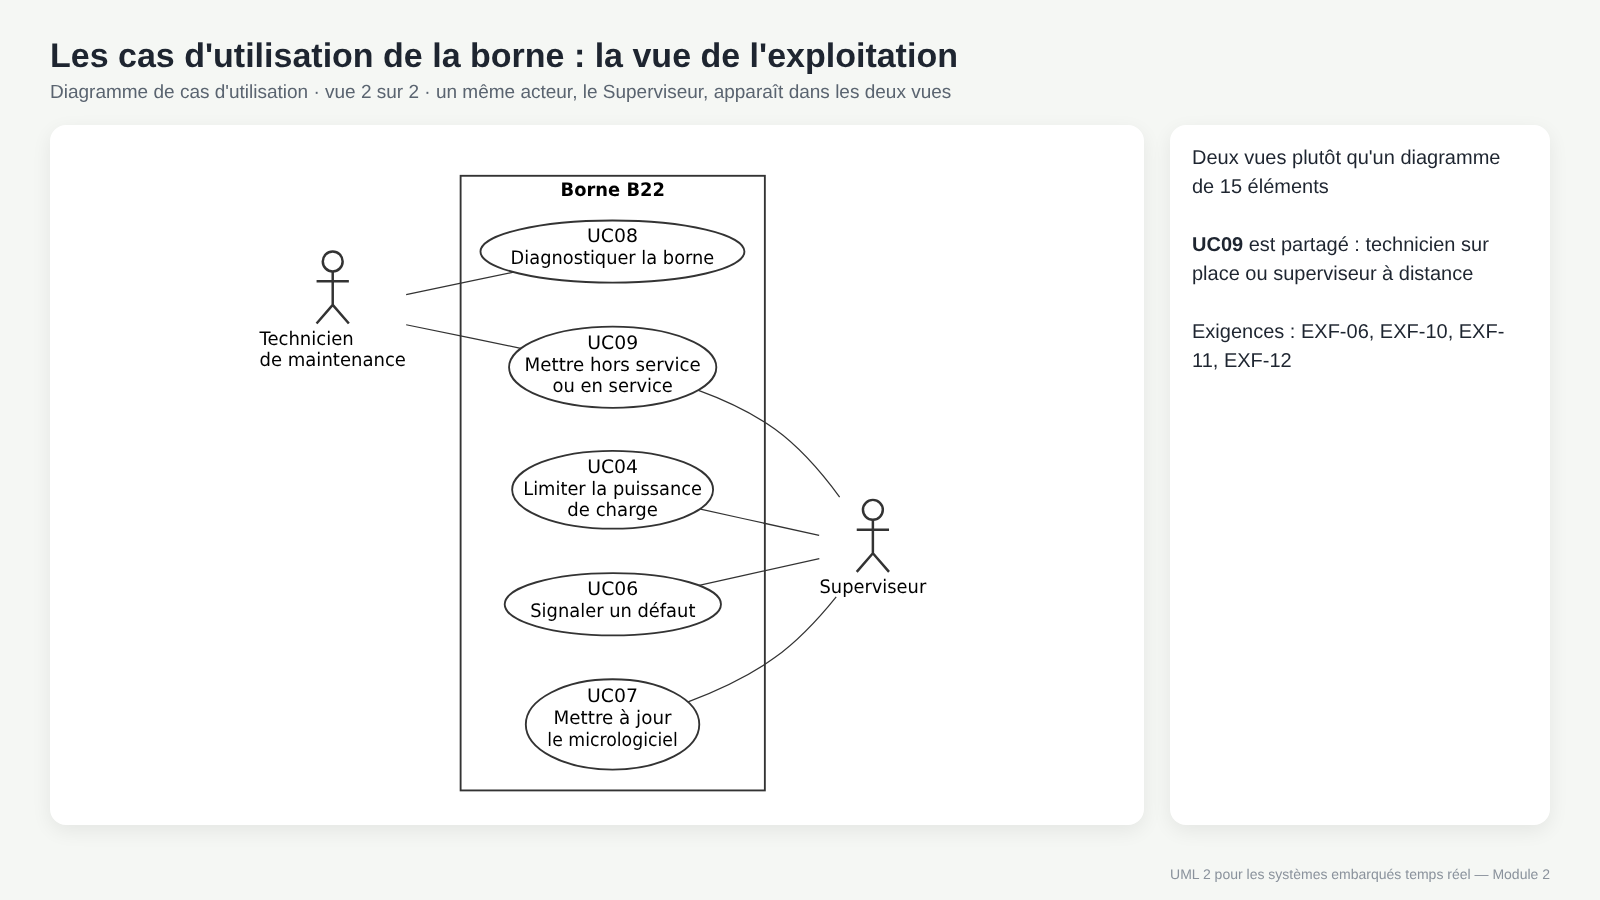 Les cas d'utilisation de la borne : la vue de l'exploitation
Diagramme de cas d'utilisation · vue 2 sur 2 · un même acteur, le Superviseur, apparaît dans les deux vues
Borne B22
UC08
Diagnostiquer la borne
Technicien
de maintenance
UC09
Mettre hors service
ou en service
UC04
Limiter la puissance
de charge
UC06
Signaler un défaut
Superviseur
UC07
Mettre à jour
le micrologiciel
Deux vues plutôt qu'un diagramme
de 15 éléments
UC09 est partagé : technicien sur
place ou superviseur à distance
Exigences : EXF-06, EXF-10, EXF-
11, EXF-12
UML 2 pour les systèmes embarqués temps réel — Module 2